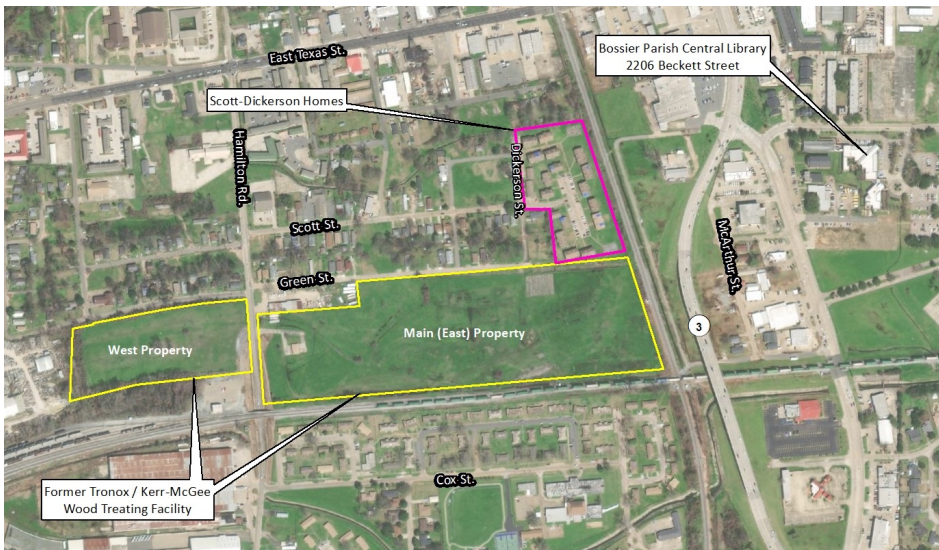 East Texas St.
Bossier Parish Central Library
2206 Beckett Street
Scott-Dickerson Homes
Hamilton Rd.
Dickerson St.
Scott St.
McArthur St.
Green St.
Main (East) Property
3
West Property
Cox St.
Former Tronox / Kerr-McGee
Wood Treating Facility